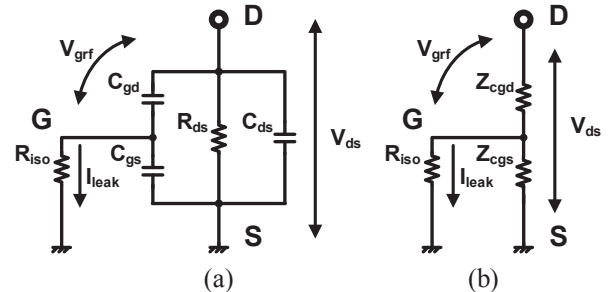 D
V_grf
C_gd
G
R_ds
C_ds
V_ds
R_iso
C_gs
I_leak
S
(a)
D
V_grf
Z_cgd
G
V_ds
R_iso
Z_cgs
I_leak
S
(b)